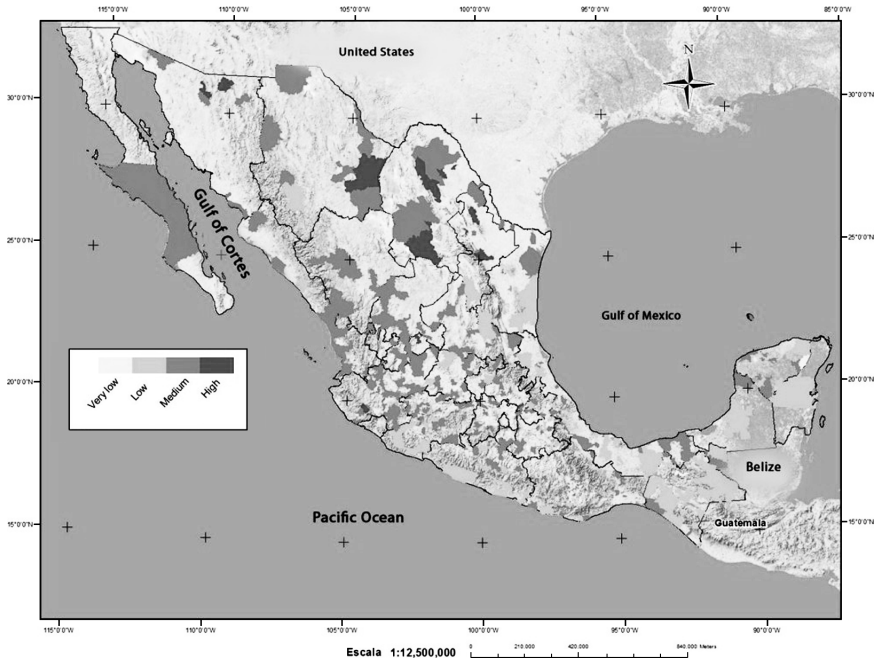 115°0'0"W 110°0'0"W 105°0'0"W 100°0'0"W 95°0'0"W 90°0'0"W 85°0'0"W
United States
N
30°0'0"N 30°0'0"N
Gulf of Cortes
25°0'0"N 25°0'0"N
Gulf of Mexico
Very low Low Medium High
20°0'0"N 20°0'0"N
Belize
Pacific Ocean
Guatemala
15°0'0"N 15°0'0"N
115°0'0"W 110°0'0"W 105°0'0"W 100°0'0"W 95°0'0"W 90°0'0"W
Escala 1:12,500,000
0 210,000 420,000 840,000 Meters